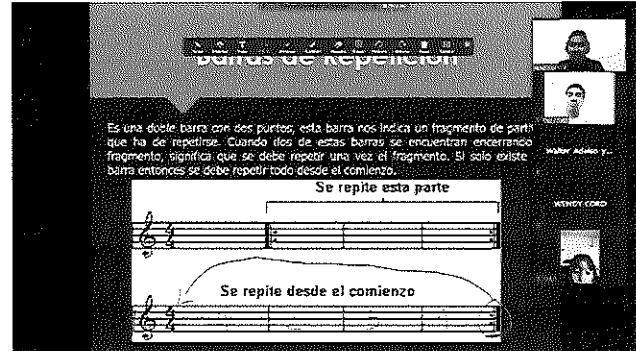 Barras de Repetición
Es una doble barra con dos puntos, esta barra nos indica un fragmento de parti
que ha de repetirse. Cuando dos de estas barras se encuentran encerrando
fragmento, significa que se debe repetir una vez el fragmento. Si solo existe
barra entonces se debe repetir todo desde el comienzo.
Se repite esta parte
Se repite desde el comienzo
Walter Adalso y...
WENDY CORO